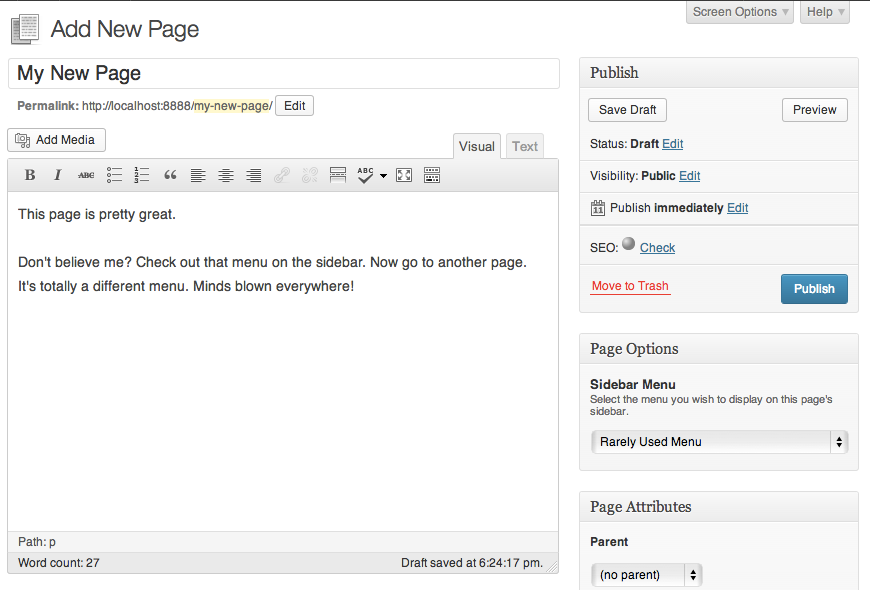 Screen Options
Help
Add New Page
My New Page
Permalink: http://localhost:8888/my-new-page/ Edit
Add Media
Visual
Text
B I ABC 1 2 3 “ ABC
This page is pretty great.
Don't believe me? Check out that menu on the sidebar. Now go to another page.
It's totally a different menu. Minds blown everywhere!
Path: p
Word count: 27
Draft saved at 6:24:17 pm.
Publish
Save Draft
Preview
Status: Draft Edit
Visibility: Public Edit
11 Publish immediately Edit
SEO: Check
Move to Trash
Publish
Page Options
Sidebar Menu
Select the menu you wish to display on this page's
sidebar.
Rarely Used Menu
Page Attributes
Parent
(no parent)